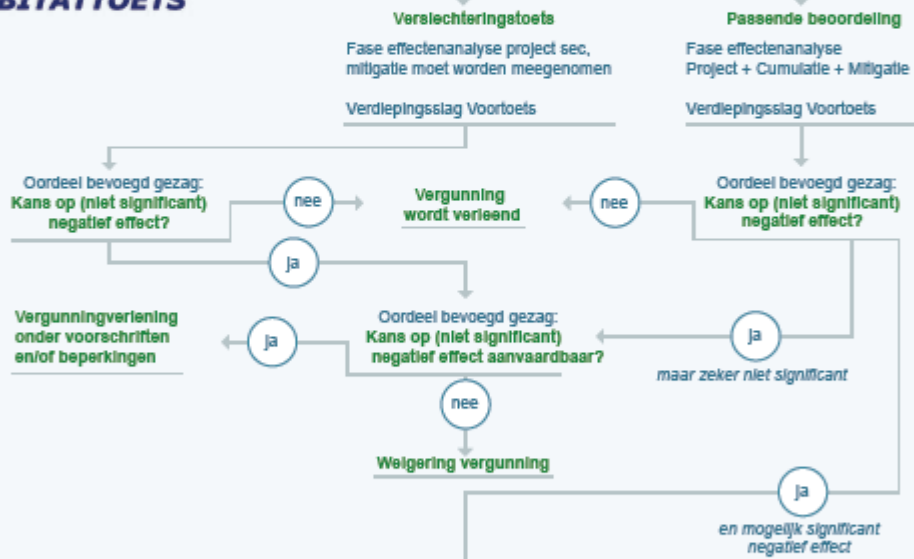 BITATTOETS
Verslechteringstoets
Fase effectenanalyse project sec,
mitigatie moet worden meegenomen
Verdiepingsslag Voortoets
Passende beoordeling
Fase effectenanalyse
Project + Cumulatie + Mitigatie
Verdiepingsslag Voortoets
Oordeel bevoegd gezag:
Kans op (niet significant)
negatief effect?
nee
Vergunning
wordt verleend
nee
Oordeel bevoegd gezag:
Kans op (niet significant)
negatief effect?
ja
Vergunningverlening
onder voorschriften
en/of beperkingen
ja
Oordeel bevoegd gezag:
Kans op (niet significant)
negatief effect aanvaardbaar?
ja
maar zeker niet significant
nee
Weigering vergunning
ja
en mogelijk significant
negatief effect